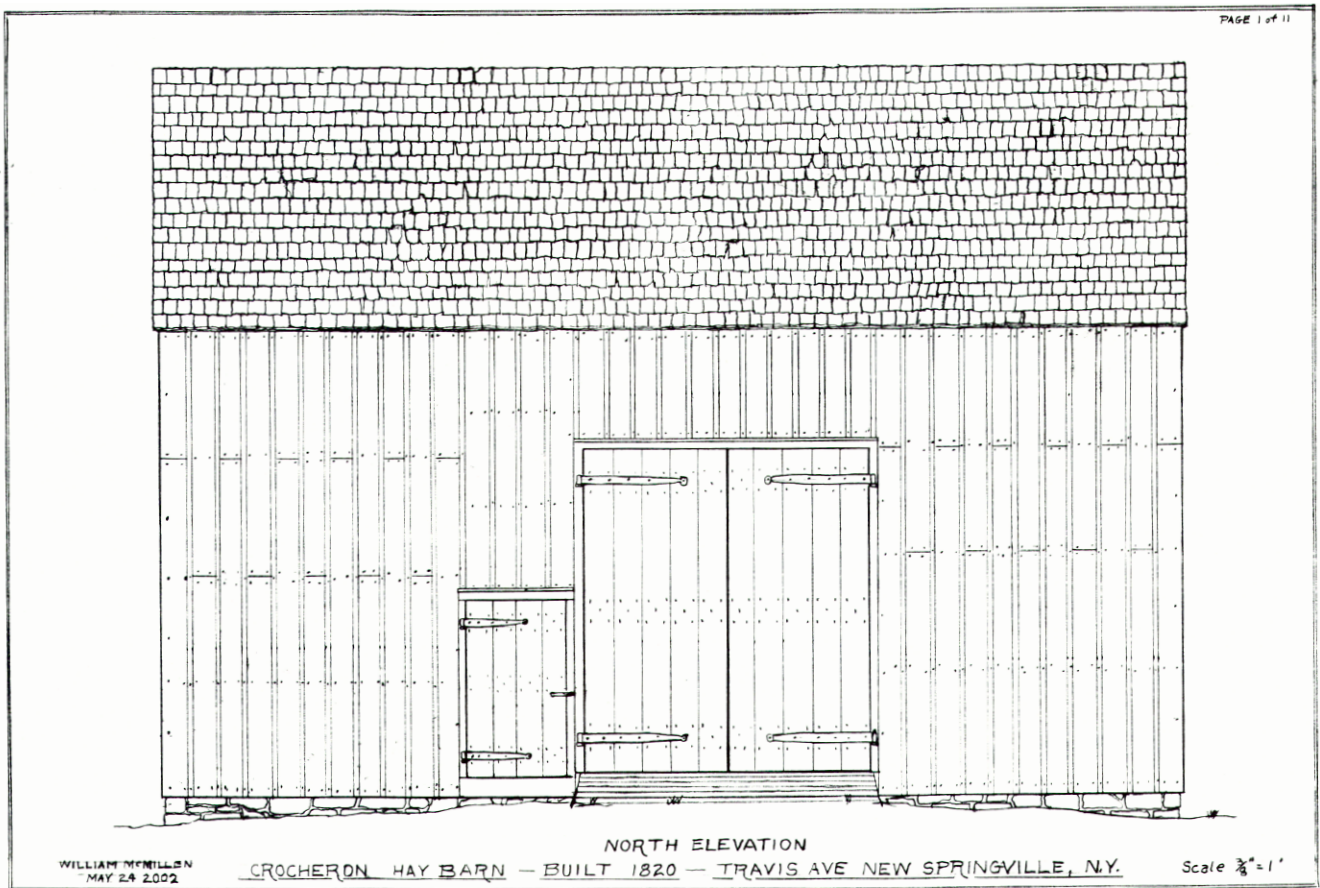 PAGE 1 of 11
NORTH ELEVATION
WILLIAM McMILLEN
MAY 24 2002
CROCHERON HAY BARN — BUILT 1820 — TRAVIS AVE NEW SPRINGVILLE, N.Y.
Scale 3/8" = 1'